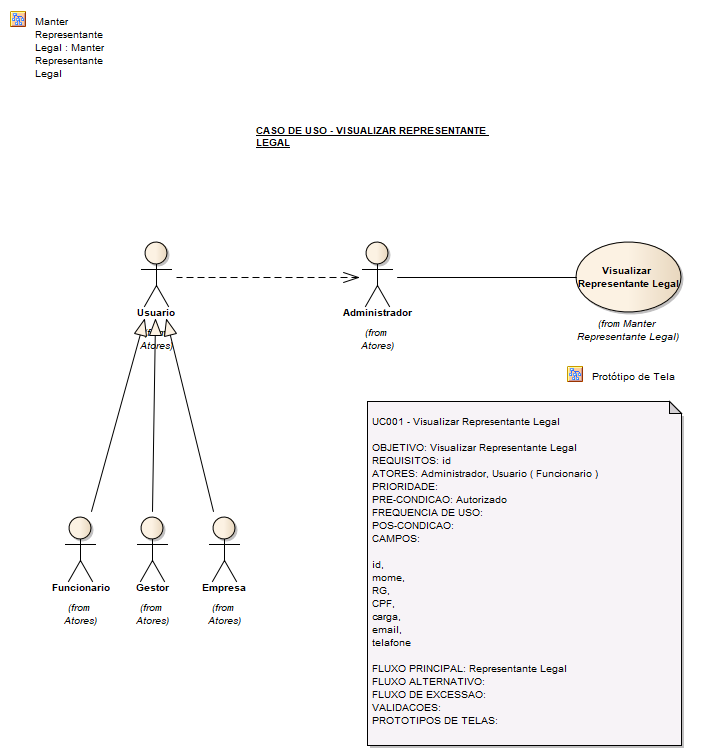 Manter
Representante
Legal : Manter
Representante
Legal
CASO DE USO - VISUALIZAR REPRESENTANTE
LEGAL
Usuario
(from
Atores)
Administrador
(from
Atores)
Visualizar
Representante Legal
(from Manter
Representante Legal)
Protótipo de Tela
UC001 - Visualizar Representante Legal
OBJETIVO: Visualizar Representante Legal
REQUISITOS: id
ATORES: Administrador, Usuario ( Funcionario )
PRIORIDADE:
PRE-CONDICAO: Autorizado
FREQUENCIA DE USO:
POS-CONDICAO:
CAMPOS:
id,
mome,
RG,
CPF,
carga,
email,
telafone
FLUXO PRINCIPAL: Representante Legal
FLUXO ALTERNATIVO:
FLUXO DE EXCESSAO:
VALIDACOES:
PROTOTIPOS DE TELAS:
Funcionario
(from
Atores)
Gestor
(from
Atores)
Empresa
(from
Atores)